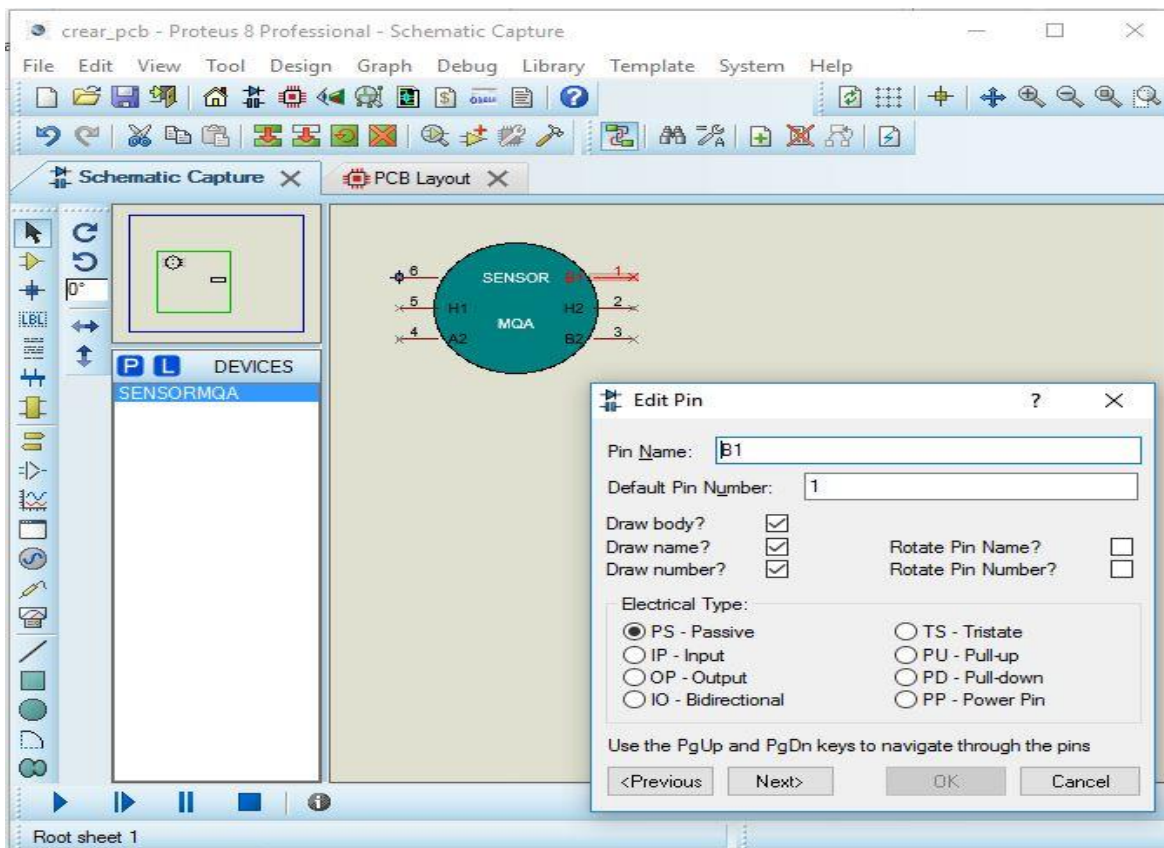 crear_pcb - Proteus 8 Professional - Schematic Capture
File Edit View Tool Design Graph Debug Library Template System Help
Schematic Capture
PCB Layout
0°
LBL
P L DEVICES
SENSORMQA
6 SENSOR B1 1
5 H1 H2 2
MQA
4 A2 B2 3
Edit Pin ? 
Pin Name: B1
Default Pin Number: 1
Draw body?
Draw name? Rotate Pin Name?
Draw number? Rotate Pin Number?
Electrical Type:
PS - Passive TS - Tristate
IP - Input PU - Pull-up
OP - Output PD - Pull-down
IO - Bidirectional PP - Power Pin
Use the PgUp and PgDn keys to navigate through the pins
<Previous Next> OK Cancel
Root sheet 1